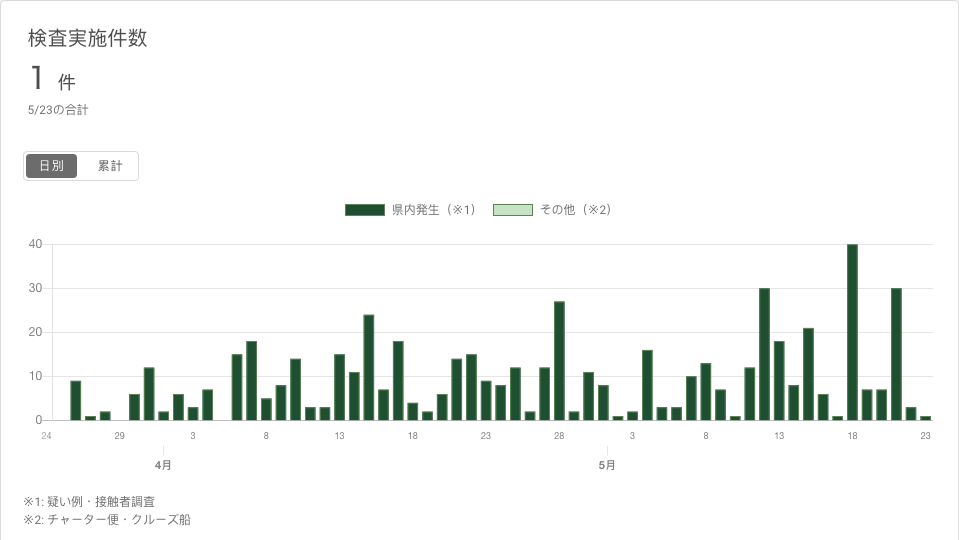 検査実施件数
1 件
5/23の合計
日別 累計
県内発生（※1） その他（※2）
40
30
20
10
0
24 29 3 8 13 18 23 28 3 8 13 18 23
4月 5月
※1: 疑い例・接触者調査
※2: チャーター便・クルーズ船